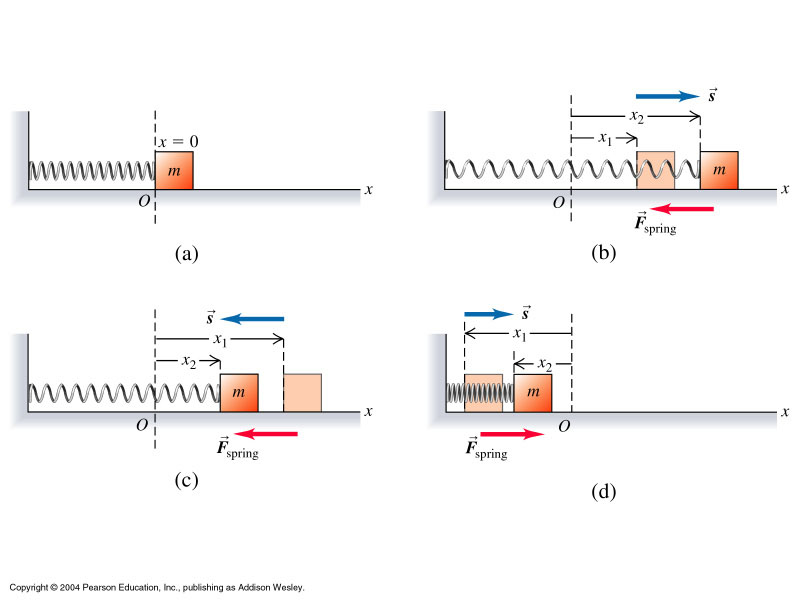 x = 0
m
x
O
(a)
s
x2
x1
m
x
O
Fspring
(b)
s
x1
x2
m
x
O
Fspring
(c)
s
x1
x2
m
x
O
Fspring
(d)
Copyright © 2004 Pearson Education, Inc., publishing as Addison Wesley.